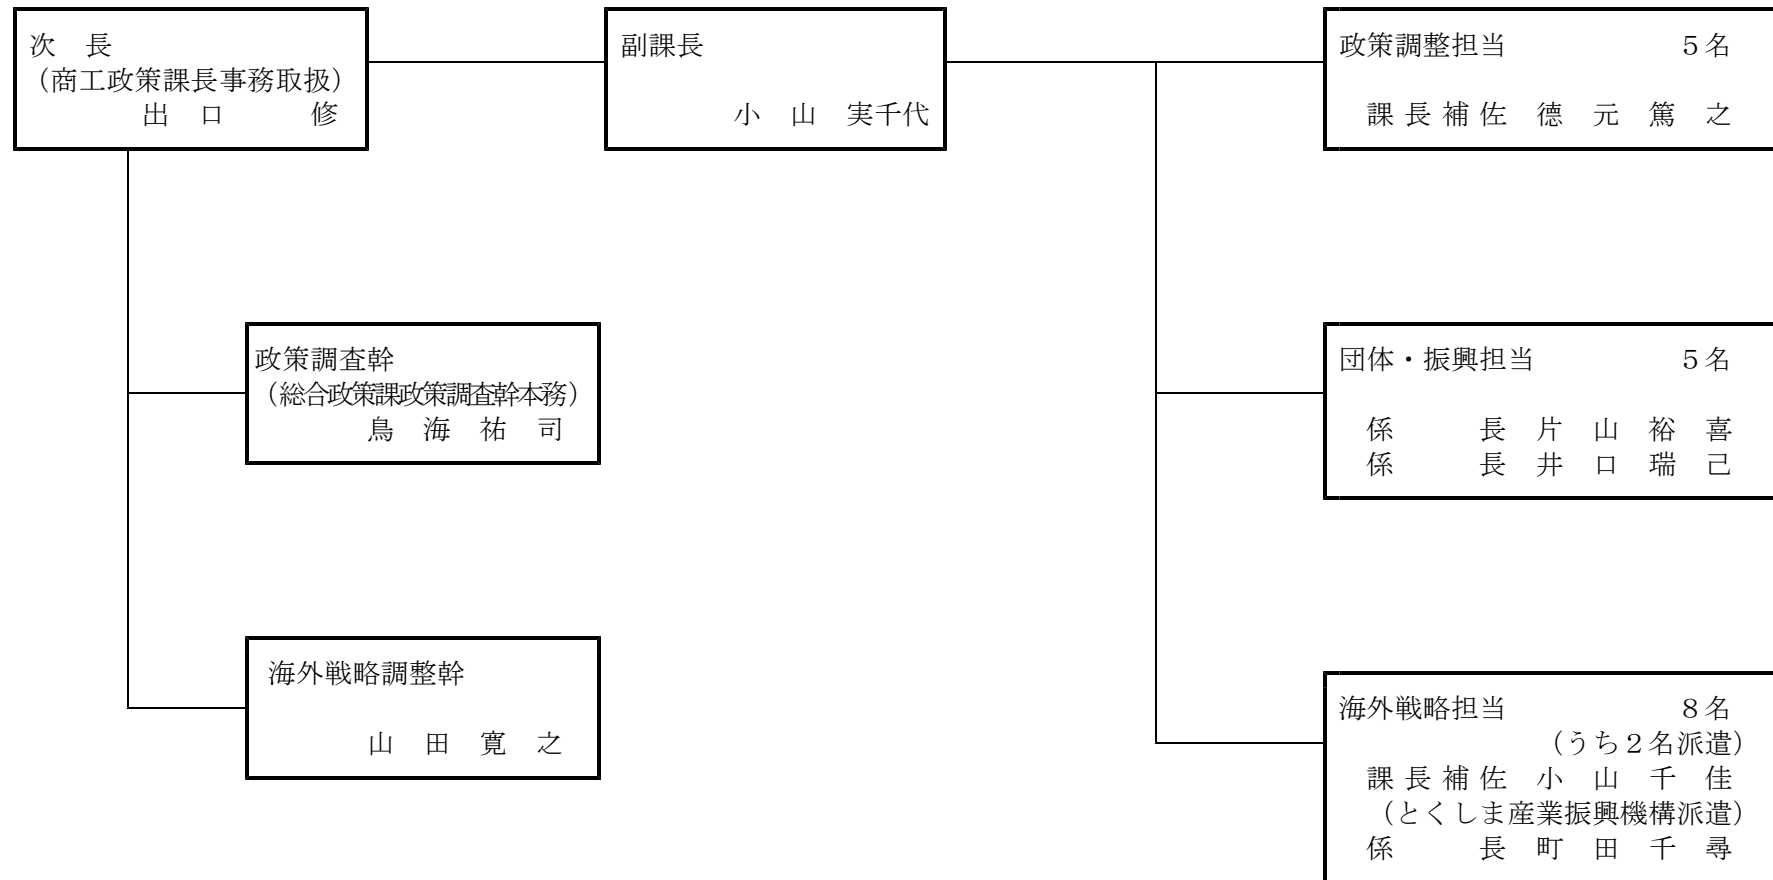 次　長
（商工政策課長事務取扱）
出　口　　　修
副課長
小　山　実千代
政策調整担当　　　　　５名
課長補佐　德　元　篤　之
政策調査幹
（総合政策課政策調査幹本務）
鳥　海　祐　司
団体・振興担当　　　　　５名
係　　　長　片　山　裕　喜
係　　　長　井　口　瑞　己
海外戦略調整幹
山　田　寛　之
海外戦略担当　　　　　　８名
（うち２名派遣）
課長補佐　小　山　千　佳
（とくしま産業振興機構派遣）
係　　　長　町　田　千　尋